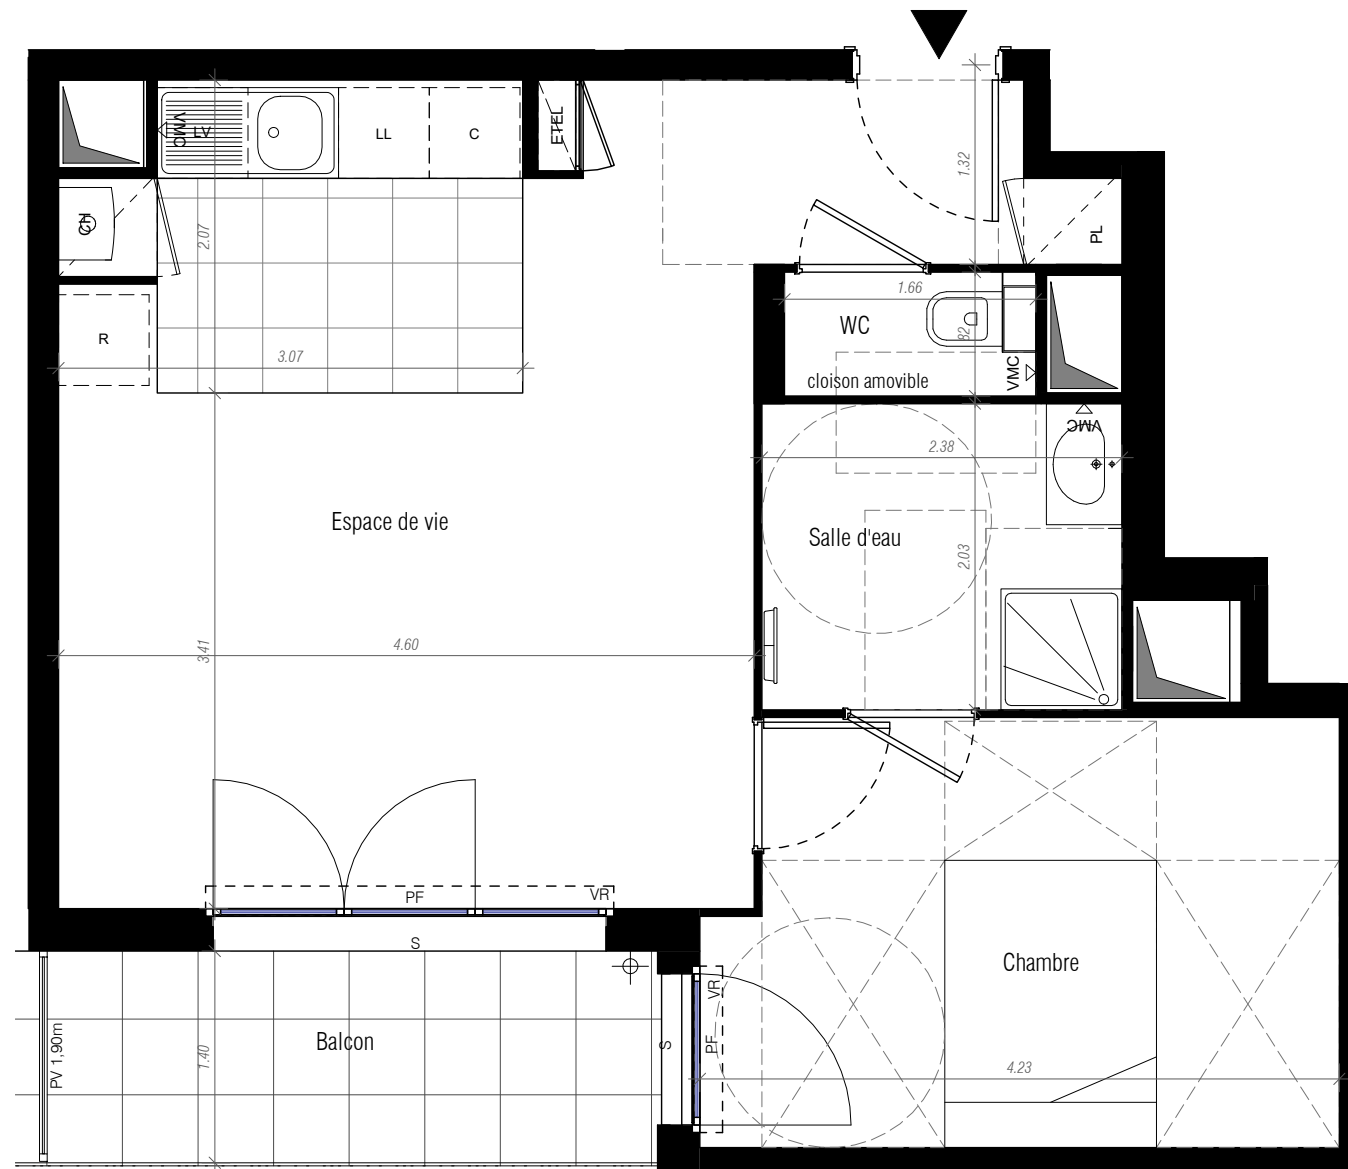 VMC
LV
LL
C
ETEL
1.32
CH
2.07
PL
1.66
WC
82
R
3.07
VMC
cloison amovible
VMC
2.38
Espace de vie
Salle d'eau
2.03
3.41
4.60
PF
VR
S
Chambre
VR
Balcon
S
PF
PV 1,90m
1.40
4.23